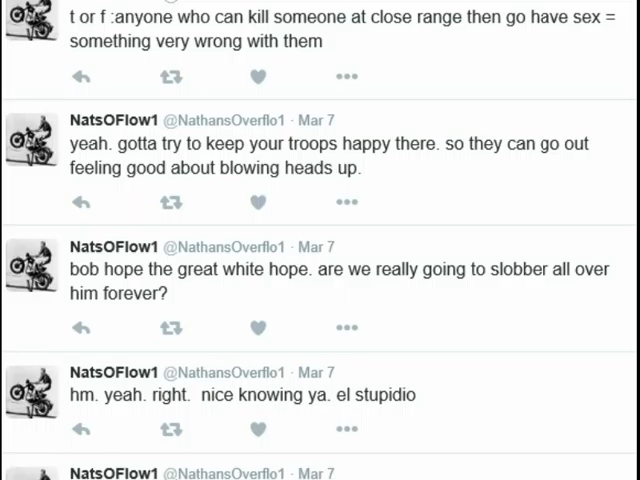 t or f :anyone who can kill someone at close range then go have sex =
something very wrong with them
NatsOFlow1 @NathansOverflo1 · Mar 7
yeah. gotta try to keep your troops happy there. so they can go out
feeling good about blowing heads up.
NatsOFlow1 @NathansOverflo1 · Mar 7
bob hope the great white hope. are we really going to slobber all over
him forever?
NatsOFlow1 @NathansOverflo1 · Mar 7
hm. yeah. right.  nice knowing ya. el stupidio
NatsOFlow1 @NathansOverflo1 · Mar 7